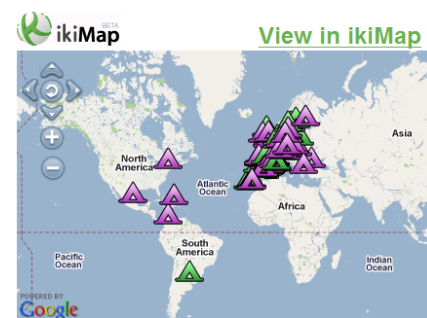 ikiMap BETA
View in ikiMap
Asia
North
America
Atlantic
Ocean
Africa
South
America
Pacific
Ocean
Indian
Ocean
POWERED BY
Google